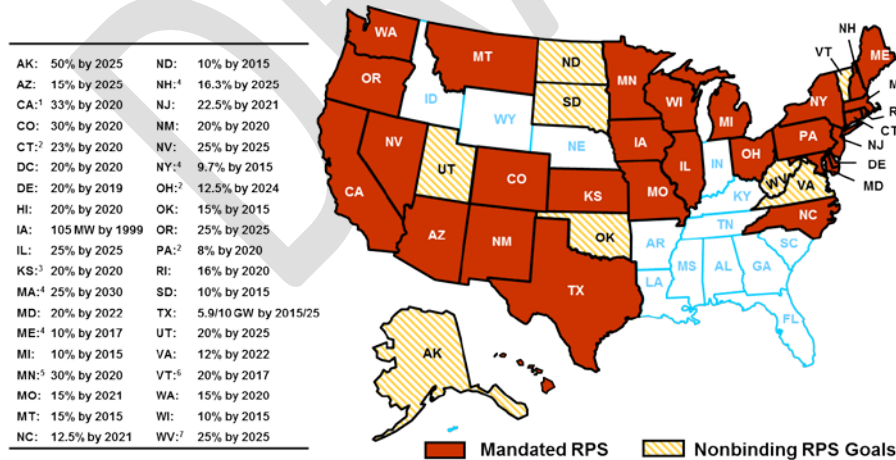 AK: 50% by 2025 ND: 10% by 2015
AZ: 15% by 2025 NH:⁴ 16.3% by 2025
CA:¹ 33% by 2020 NJ: 22.5% by 2021
CO: 30% by 2020 NM: 20% by 2020
CT:² 23% by 2020 NV: 25% by 2025
DC: 20% by 2020 NY:⁴ 9.7% by 2015
DE: 20% by 2019 OH:² 12.5% by 2024
HI: 20% by 2020 OK: 15% by 2015
IA: 105 MW by 1999 OR: 25% by 2025
IL: 25% by 2025 PA:² 8% by 2020
KS:³ 20% by 2020 RI: 16% by 2020
MA:⁴ 25% by 2030 SD: 10% by 2015
MD: 20% by 2022 TX: 5.9/10 GW by 2015/25
ME:⁴ 10% by 2017 UT: 20% by 2025
MI: 10% by 2015 VA: 12% by 2022
MN:⁵ 30% by 2020 VT:⁶ 20% by 2017
MO: 15% by 2021 WA: 15% by 2020
MT: 15% by 2015 WI: 10% by 2015
NC: 12.5% by 2021 WV:⁷ 25% by 2025
WA
MT
ND
MN
VT
NH
ME
OR
ID
SD
WI
MI
NY
M
R
CT
WY
NE
IA
PA
NJ
NV
UT
CO
IL
IN
OH
DE
MD
CA
KS
MO
WV
VA
KY
NC
AZ
NM
OK
AR
TN
SC
TX
LA
MS
AL
GA
FL
AK
Mandated RPS
Nonbinding RPS Goals